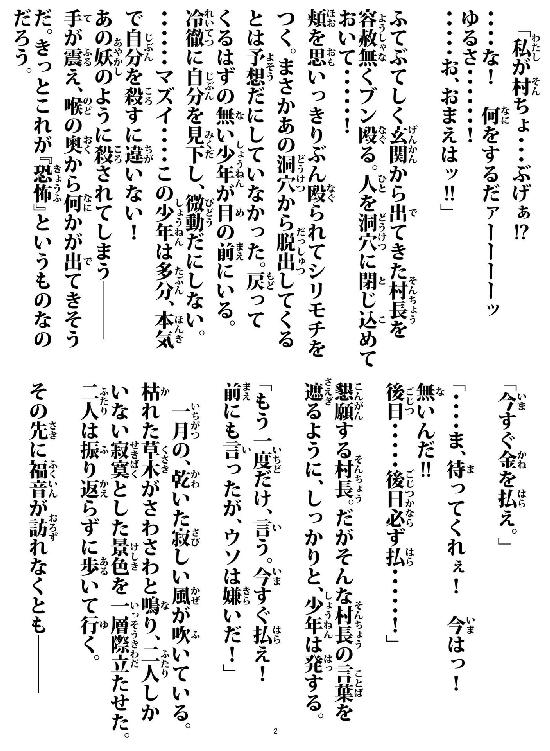 「私が村ちょ・・ぶげぁ!?
・・・な！　何をするだァーーーーッ
ゆるさ・・・・・！
・・・・・お、おまえはッ!!」
ふてぶてしく玄関から出てきた村長を
容赦無くブン殴る。人を洞穴に閉じ込めて
おいて・・・・・！
頬を思いっきりぶん殴られてシリモチを
つく。まさかあの洞穴から脱出してくる
とは予想だにしていなかった。戻って
くるはずの無い少年が目の前にいる。
冷徹に自分を見下し、微動だにしない。
・・・・・マズイ・・・・この少年は多分、本気
で自分を殺すに違いない！
あの妖のように殺されてしまう――
手が震え、喉の奥から何かが出てきそう
だ。きっとこれが『恐怖』というものなの
だろう。
「今すぐ金を払え。」
「・・・・ま、待ってくれぇ！　今はっ！
無いんだ!!
後日・・・・・後日必ず払・・・・・・！」
懇願する村長。だがそんな村長の言葉を
遮るように、しっかりと、少年は発する。
「もう一度だけ、言う。今すぐ払え！
前にも言ったが、ウソは嫌いだ！」
一月の、乾いた寂しい風が吹いている。
枯れた草木がさわさわと鳴り、二人しか
いない寂寞とした景色を一層際立たせた。
二人は振り返らずに歩いて行く。
その先に福音が訪れなくとも――
2